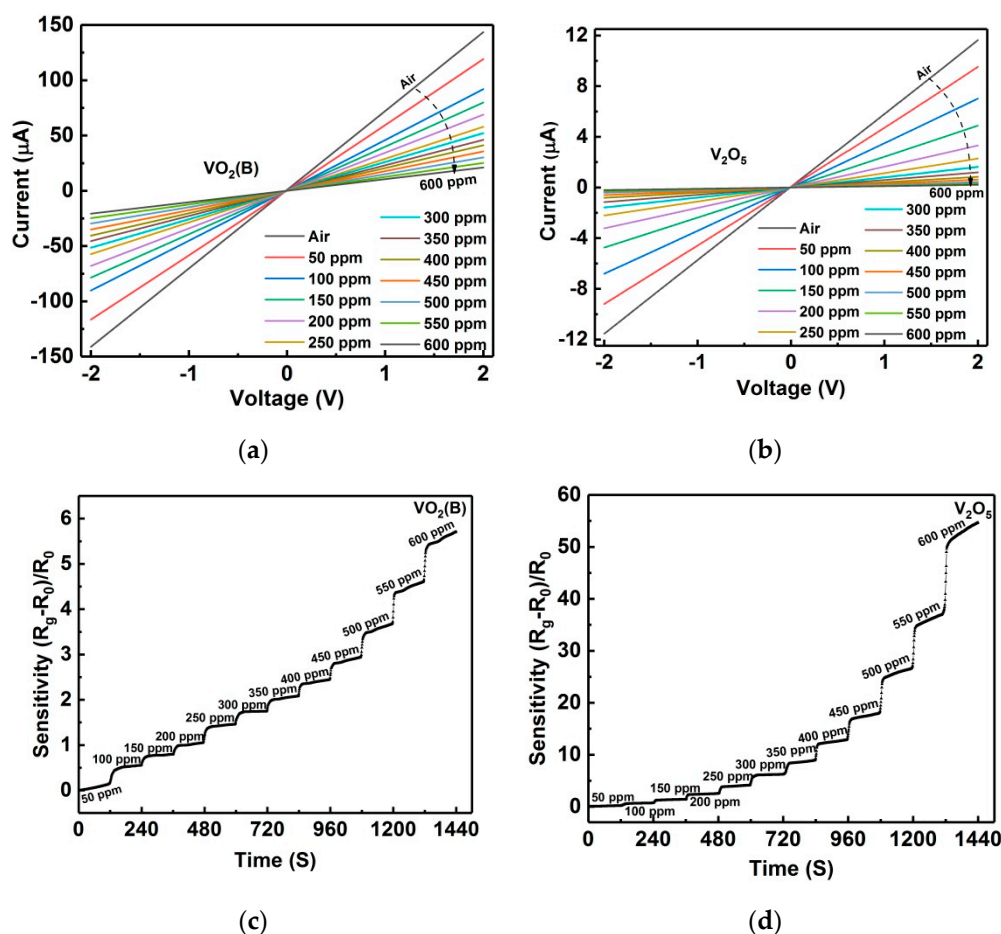 150
100
50
0
-50
-100
-150
Current (μA)
-2
-1
0
1
2
Voltage (V)
VO₂(B)
Air
600 ppm
Air
50 ppm
100 ppm
150 ppm
200 ppm
250 ppm
300 ppm
350 ppm
400 ppm
450 ppm
500 ppm
550 ppm
600 ppm
(a)
12
8
4
0
-4
-8
-12
Current (μA)
-2
-1
0
1
2
Voltage (V)
V₂O₅
Air
600 ppm
Air
50 ppm
100 ppm
150 ppm
200 ppm
250 ppm
300 ppm
350 ppm
400 ppm
450 ppm
500 ppm
550 ppm
600 ppm
(b)
6
5
4
3
2
1
0
Sensitivity (Rg-R₀)/R₀
0
240
480
720
960
1200
1440
Time (S)
VO₂(B)
50 ppm
100 ppm
150 ppm
200 ppm
250 ppm
300 ppm
350 ppm
400 ppm
450 ppm
500 ppm
550 ppm
600 ppm
(c)
60
50
40
30
20
10
0
Sensitivity (Rg-R₀)/R₀
0
240
480
720
960
1200
1440
Time (S)
V₂O₅
50 ppm
100 ppm
150 ppm
200 ppm
250 ppm
300 ppm
350 ppm
400 ppm
450 ppm
500 ppm
550 ppm
600 ppm
(d)